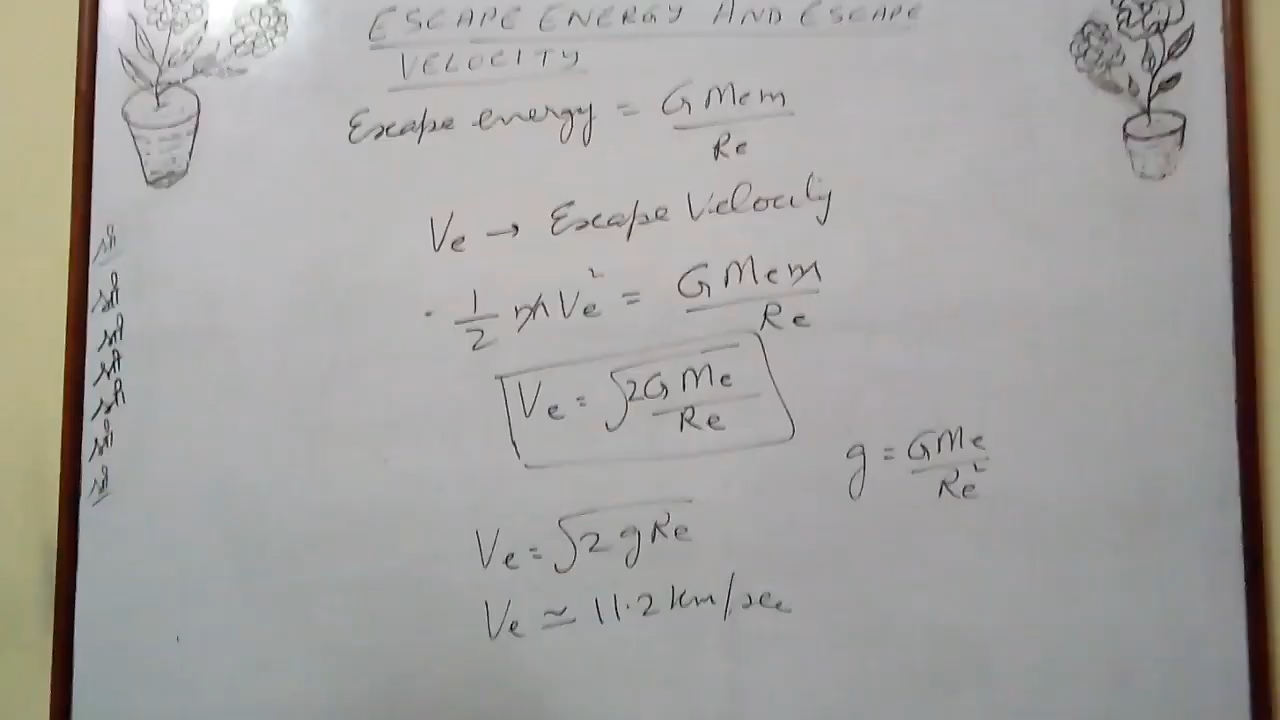 ESCAPE ENERGY AND ESCAPE
VELOCITY
Escape energy = GMem/Re
Ve → Escape Velocity
1/2 mVe² = GMem/Re
Ve = √2GMe/Re
g = GMe/Re²
Ve = √2gRe
Ve ≃ 11.2 km/sec